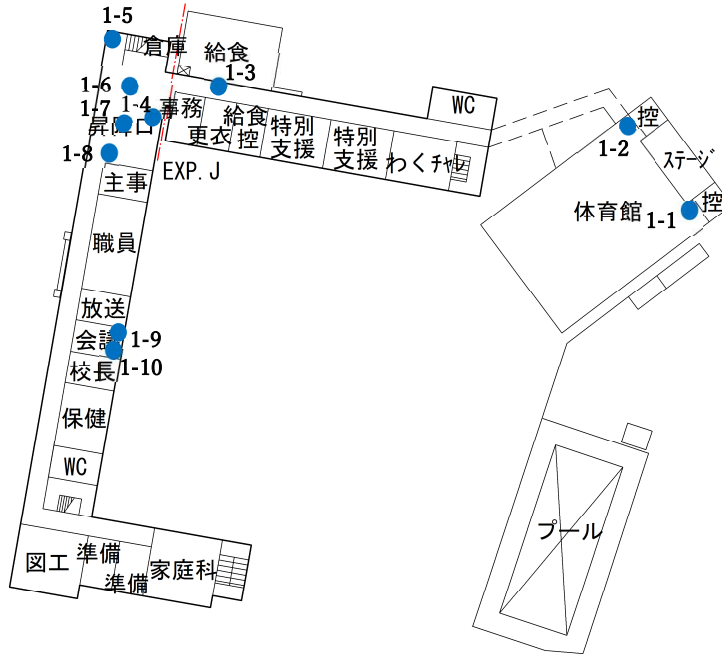 1-5
倉庫
給食
1-6
1-3
1-7
1-4
事務
昇降口
更衣
給食
控
特別
支援
特別
支援
わくチャレ
WC
控
1-2
ステージ
1-8
EXP.J
主事
体育館
1-1
控
職員
放送
会議
1-9
校長
1-10
保健
WC
プール
図工
準備
準備
家庭科